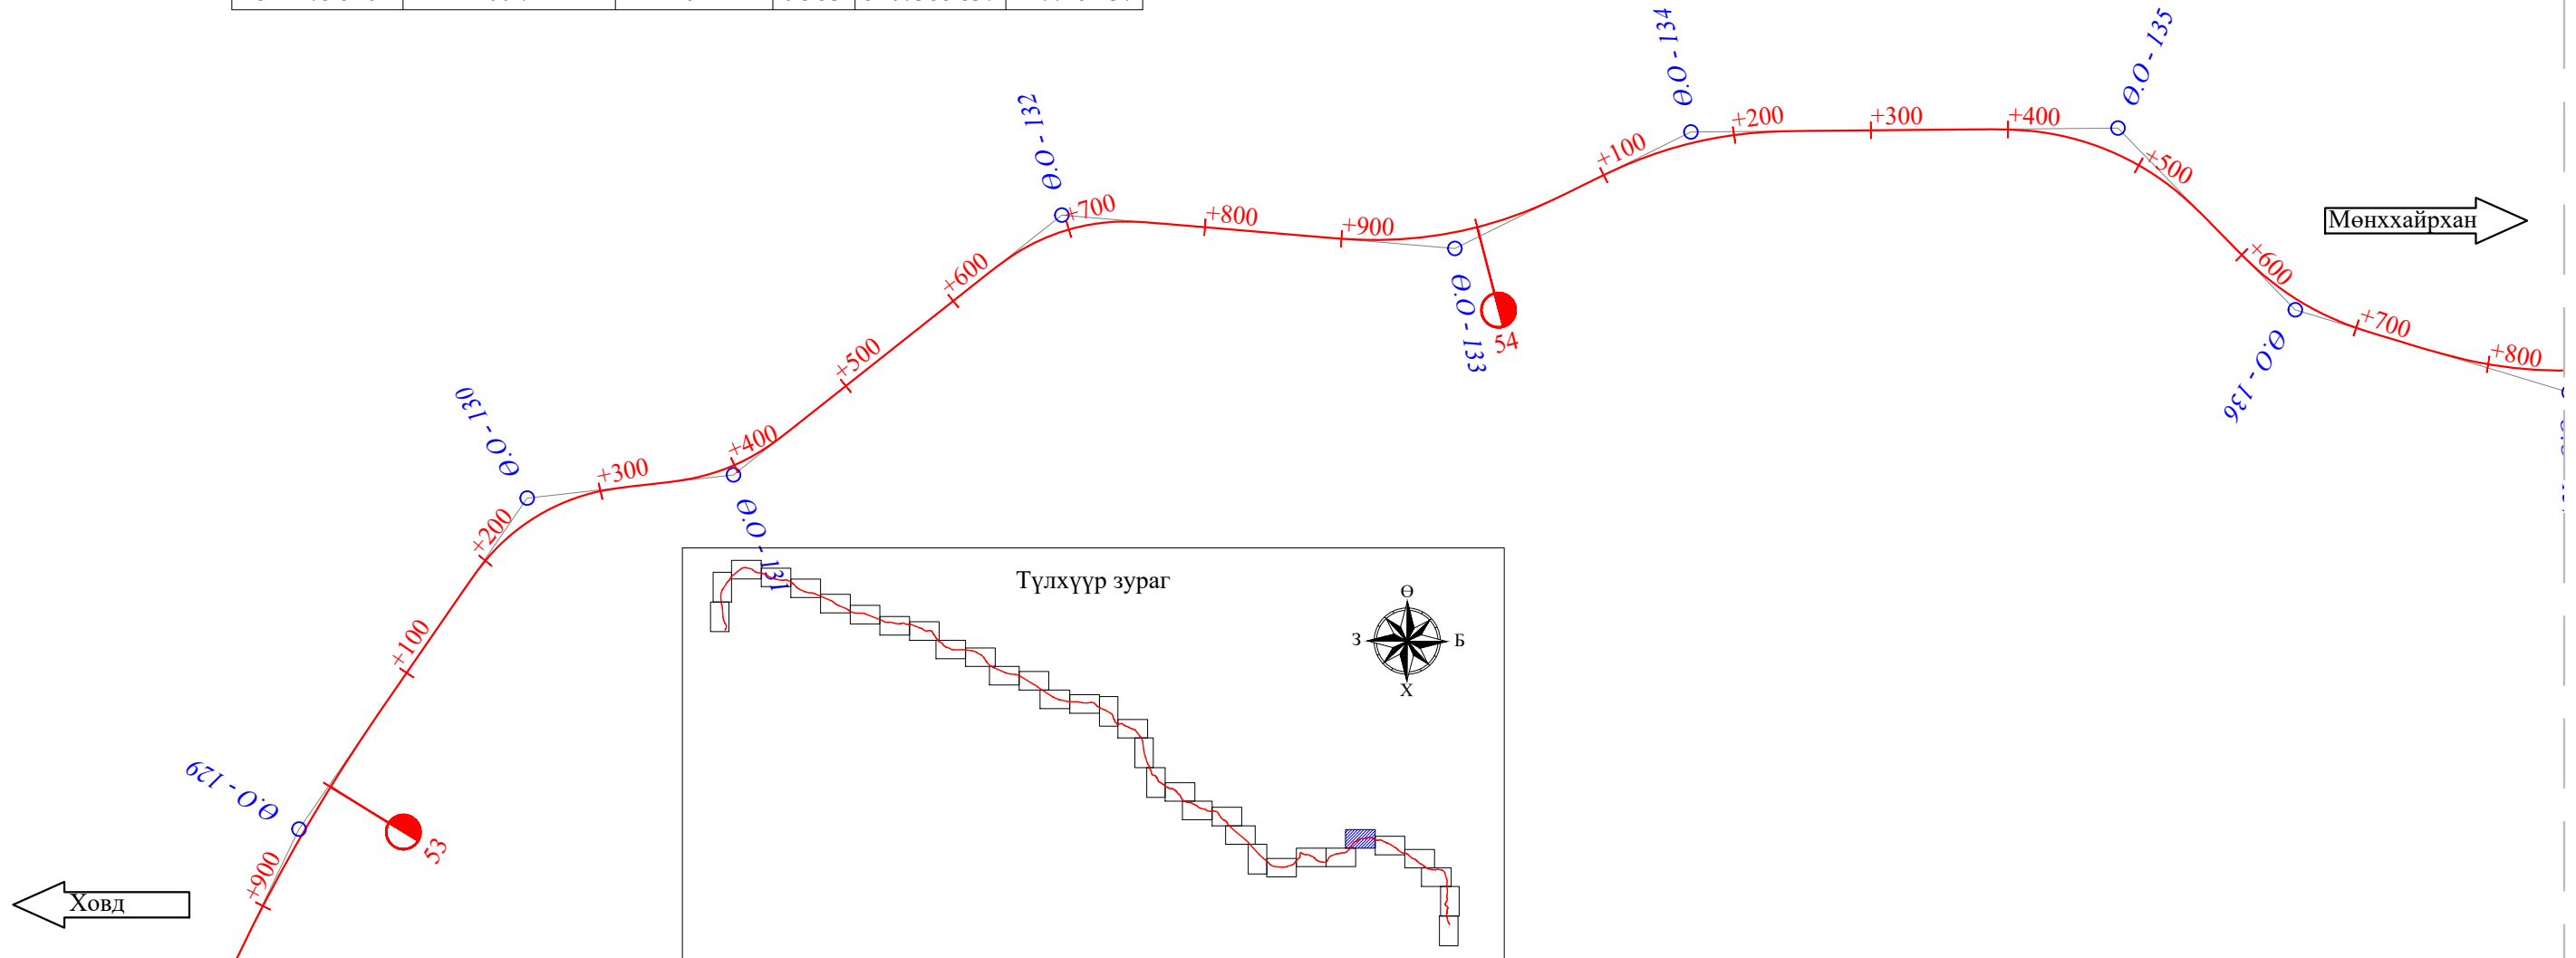 Ө.О - 134
Ө.О - 135
Ө.О - 132
+200
+300
+400
+100
+500
+700
+800
+900
Мөнххайрхан
+600
Ө.О - 133
54
+600
+700
+800
Ө.О - 136
+500
Ө.О - 130
+400
+300
+200
Ө.О - 131
Түлхүүр зураг
Ө
З
Б
Х
+100
Ө.О - 129
53
+900
Ховд